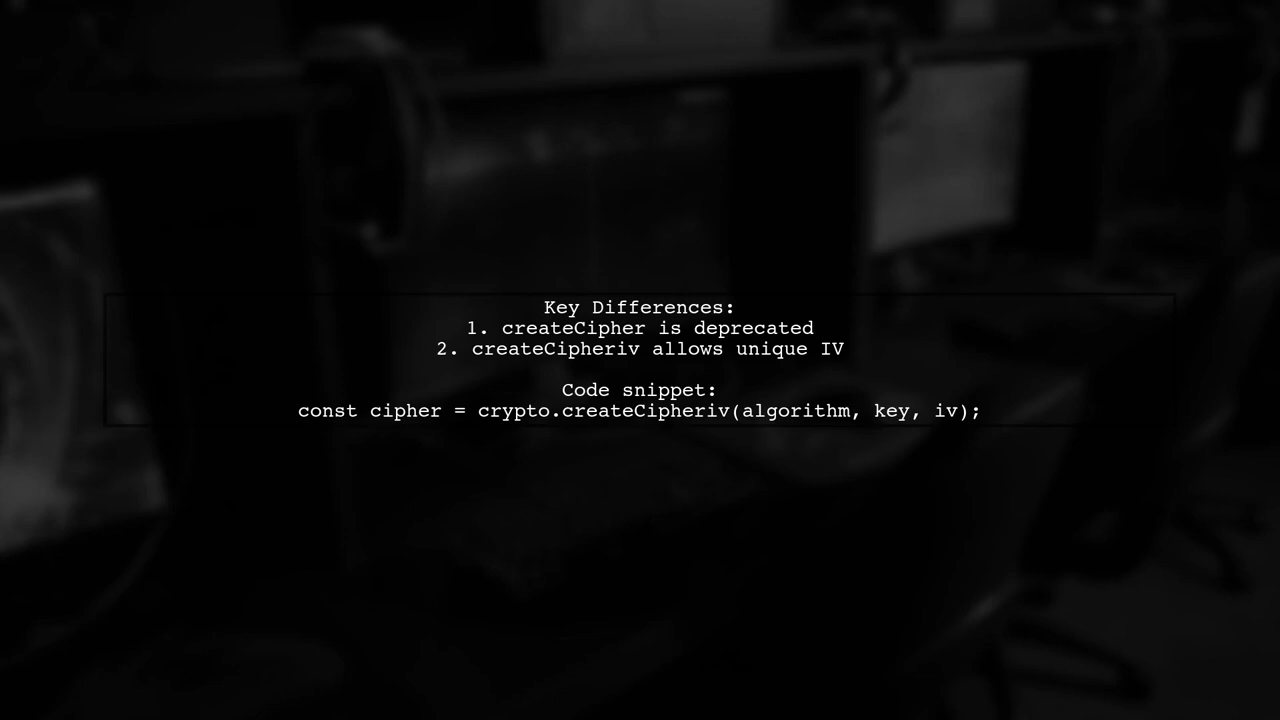 Key Differences:
1. createCipher is deprecated
2. createCipheriv allows unique IV
Code snippet:
const cipher = crypto.createCipheriv(algorithm, key, iv);